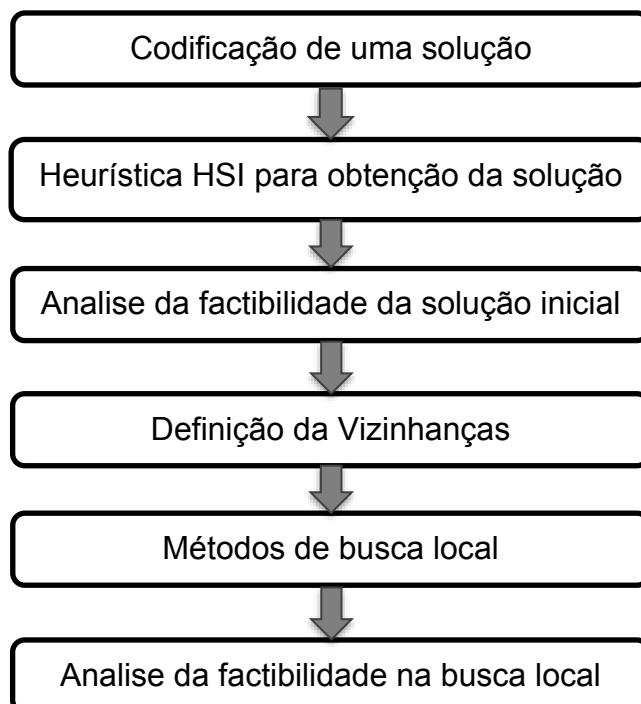 Codificação de uma solução
Heurística HSI para obtenção da solução
Analise da factibilidade da solução inicial
Definição da Vizinhanças
Métodos de busca local
Analise da factibilidade na busca local